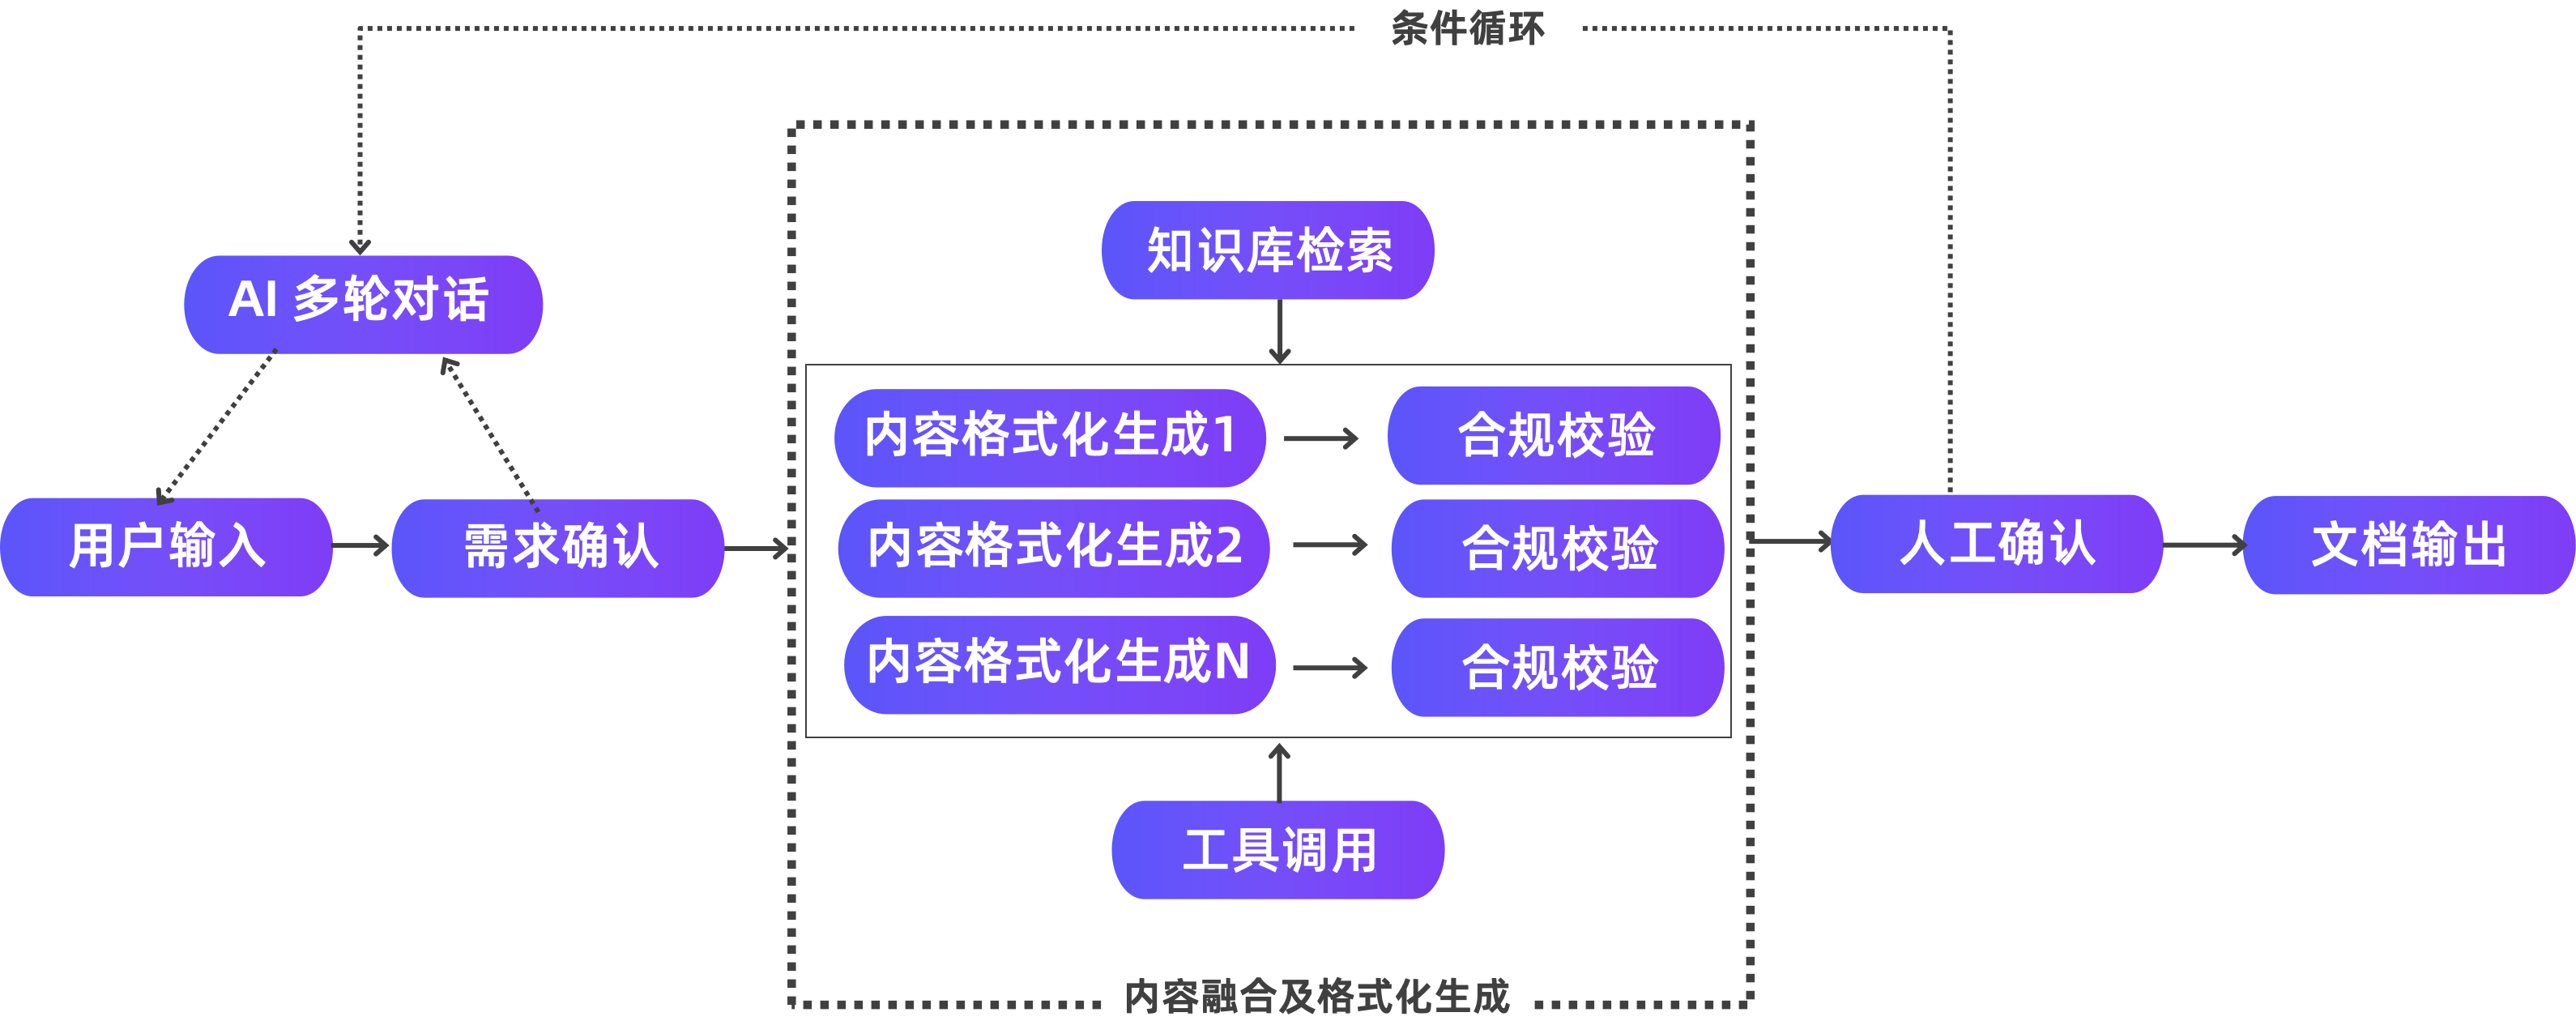 条件循环
AI 多轮对话
用户输入
需求确认
知识库检索
内容格式化生成1
合规校验
内容格式化生成2
合规校验
内容格式化生成N
合规校验
工具调用
内容融合及格式化生成
人工确认
文档输出